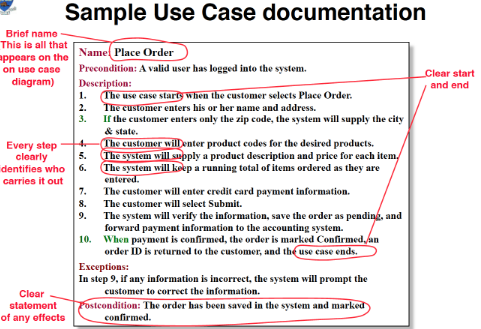 Sample Use Case documentation
Brief name
(This is all that
appears on the
on use case
diagram)
Name: Place Order
Precondition: A valid user has logged into the system.
Description:
1. The use case starts when the customer selects Place Order.
2. The customer enters his or her name and address.
3. If the customer enters only the zip code, the system will supply the city
& state.
4. The customer will enter product codes for the desired products.
5. The system will supply a product description and price for each item.
6. The system will keep a running total of items ordered as they are
entered.
7. The customer will enter credit card payment information.
8. The customer will select Submit.
9. The system will verify the information, save the order as pending, and
forward payment information to the accounting system.
10. When payment is confirmed, the order is marked Confirmed, an
order ID is returned to the customer, and the use case ends.
Exceptions:
In step 9, if any information is incorrect, the system will prompt the
customer to correct the information.
Postcondition: The order has been saved in the system and marked
confirmed.
Clear start
and end
Every step
clearly
identifies who
carries it out
Clear
statement
of any effects